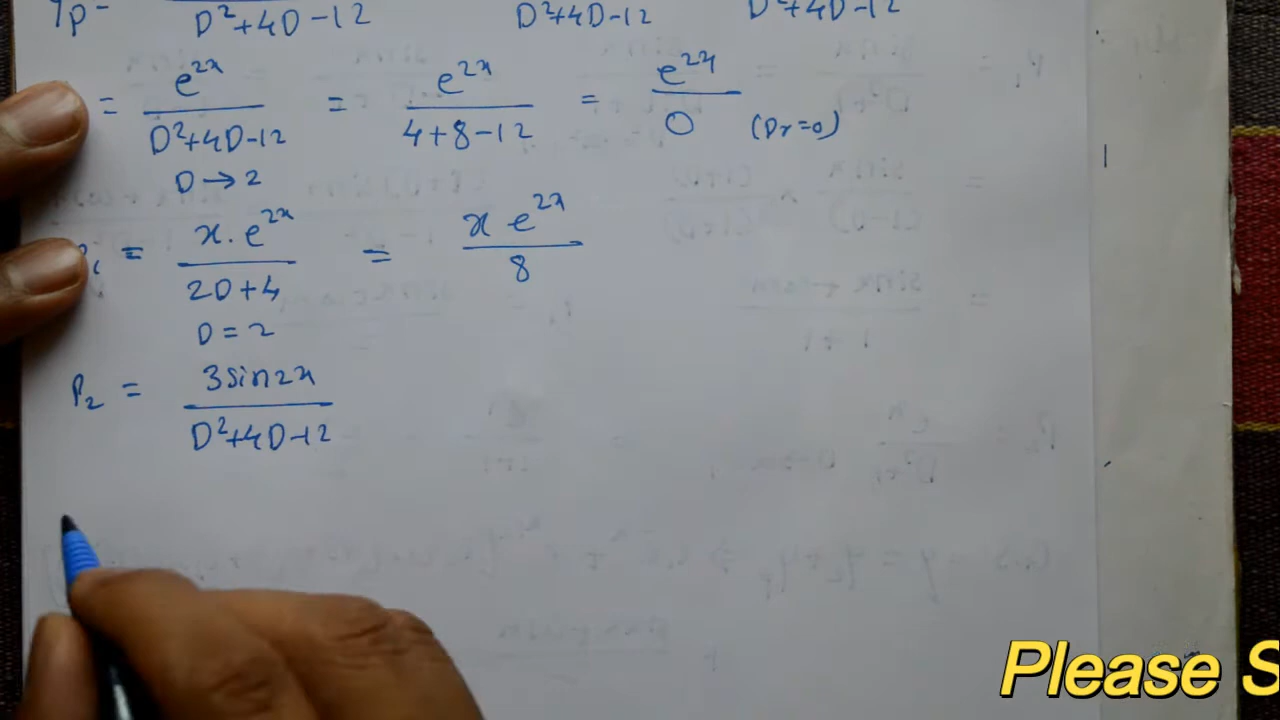 D²+4D-12 D²+4D-12 D²+4D-12
= e^2x / D²+4D-12 = e^2x / 4+8-12 = e^2x / 0 (Dr=0)
D → 2
= x.e^2x / 2D+4 = x e^2x / 8
D = 2
P₂ = 3sin2x / D²+4D-12
Please S